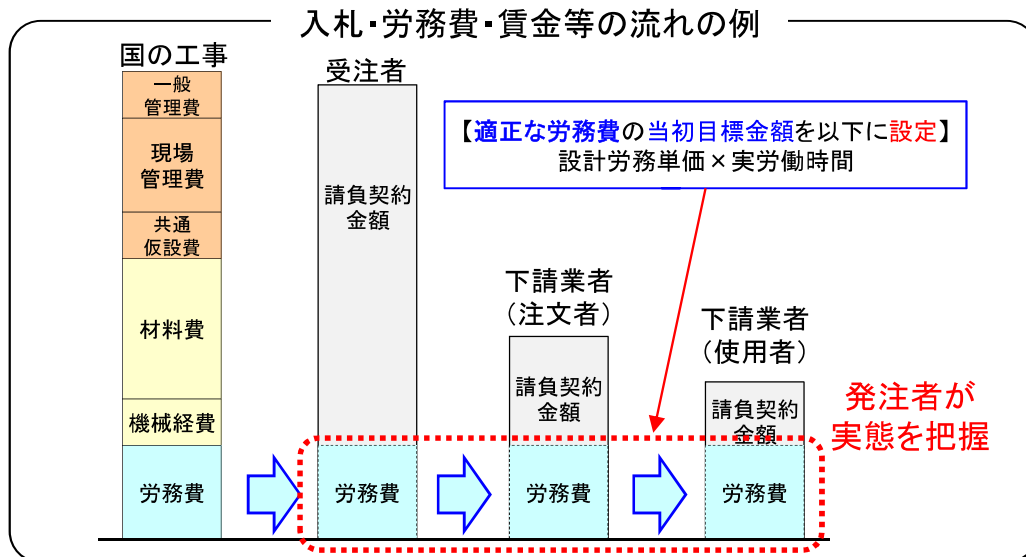 入札・労務費・賃金等の流れの例
国の工事
一般
管理費
現場
管理費
共通
仮設費
材料費
機械経費
労務費
受注者
請負契約
金額
労務費
【適正な労務費の当初目標金額を以下に設定】
設計労務単価×実労働時間
下請業者
（注文者）
請負契約
金額
労務費
下請業者
（使用者）
請負契約
金額
労務費
発注者が
実態を把握